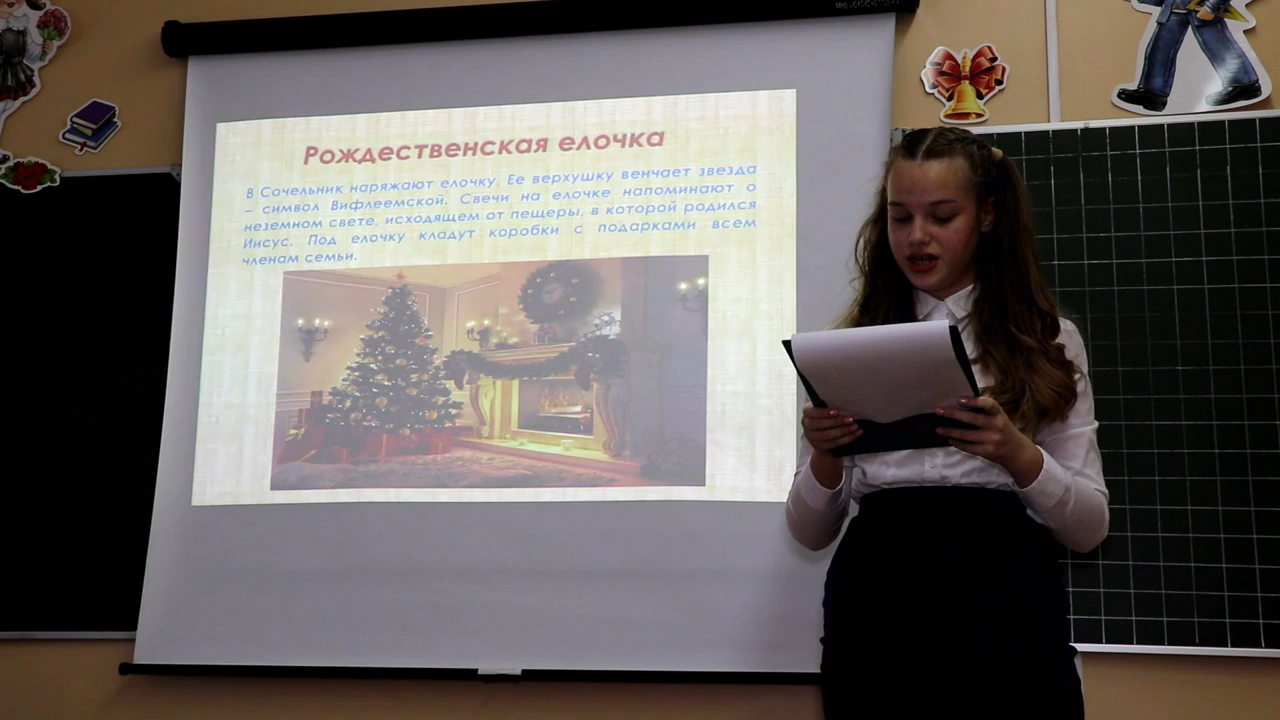 Рождественская елочка
В Сочельник наряжают елочку. Ее верхушку венчает звезда
– символ Вифлеемской. Свечи на елочке напоминают о
неземном свете, исходящем от пещеры, в которой родился
Иисус. Под елочку кладут коробки с подарками всем
членам семьи.